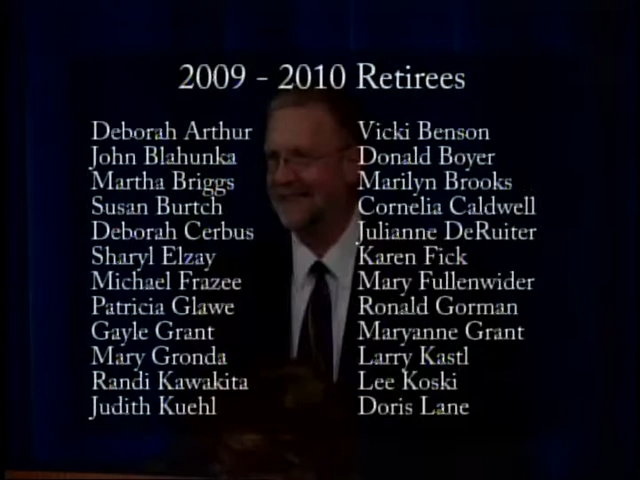 2009 - 2010 Retirees
Deborah Arthur
John Blahunka
Martha Briggs
Susan Burtch
Deborah Cerbus
Sharyl Elzay
Michael Frazee
Patricia Glawe
Gayle Grant
Mary Gronda
Randi Kawakita
Judith Kuehl
Vicki Benson
Donald Boyer
Marilyn Brooks
Cornelia Caldwell
Julianne DeRuiter
Karen Fick
Mary Fullenwider
Ronald Gorman
Maryanne Grant
Larry Kastl
Lee Koski
Doris Lane